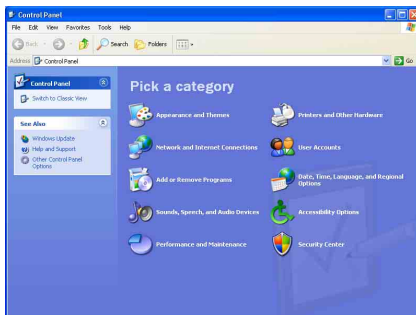 Control Panel
File Edit View Favorites Tools Help
Back Search Folders
Address Control Panel Go
Control Panel
Switch to Classic View
See Also
Windows Update
Help and Support
Other Control Panel
Options
Pick a category
Appearance and Themes
Printers and Other Hardware
Network and Internet Connections
User Accounts
Add or Remove Programs
Date, Time, Language, and Regional
Options
Sounds, Speech, and Audio Devices
Accessibility Options
Performance and Maintenance
Security Center